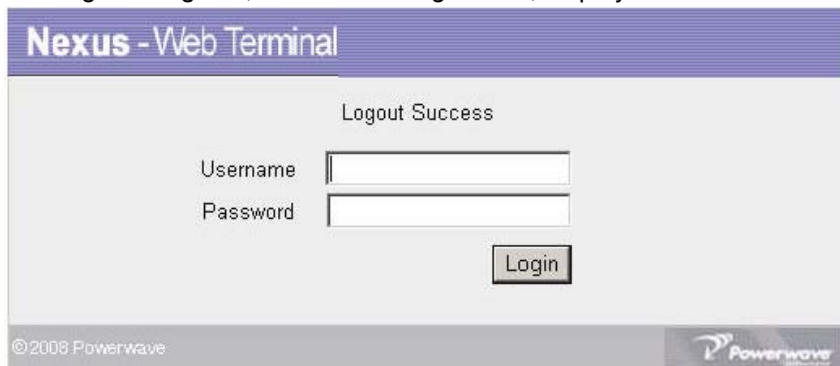 Nexus - Web Terminal
Logout Success
Username
Password
Login
©2008 Powerwave
Powerwave